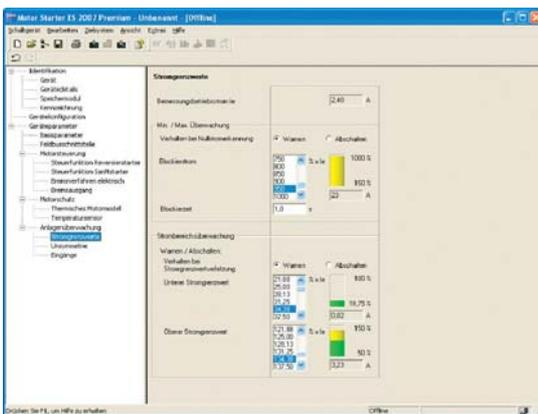 Motor Starter ES 2007 Premium - Unbenannt - [Offline]
Schaltgerät Bearbeiten Zielsystem Ansicht Extras Hilfe
Identifikation
Gerät
Gerätedetails
Speichermodul
Kennzeichnung
Gerätekonfiguration
Geräteparameter
Basisparameter
Feldbusschnittstelle
Motorsteuerung
Steuerfunktion Reversierstarter
Steuerfunktion Sanftstarter
Bremsverfahren elektrisch
Bremsausgang
Motorschutz
Thermisches Motormodell
Temperatursensor
Anlagenüberwachung
Stromgrenzwerte
Unsymmetrie
Eingänge
Stromgrenzwerte
Bemessungsbetriebsstrom Ie 2,40 A
Min. / Max. Überwachung
Verhalten bei Nullstromerkennung Warnen Abschalten
Blockierstrom
750
800
850
900
950
1000
% x Ie
1000 %
150 %
23 A
Blockierzeit 1,0 s
Strombereichsüberwachung
Warnen / Abschalten:
Verhalten bei
Stromgrenzwertverletzung Warnen Abschalten
Unterer Stromgrenzwert
21,88
25,00
28,13
31,25
34,38
37,50
% x Ie
100 %
18,75 %
0,82 A
Oberer Stromgrenzwert
121,88
125,00
128,13
131,25
134,38
137,50
% x Ie
150 %
50 %
3,23 A
Drücken Sie F1, um Hilfe zu erhalten. Offline